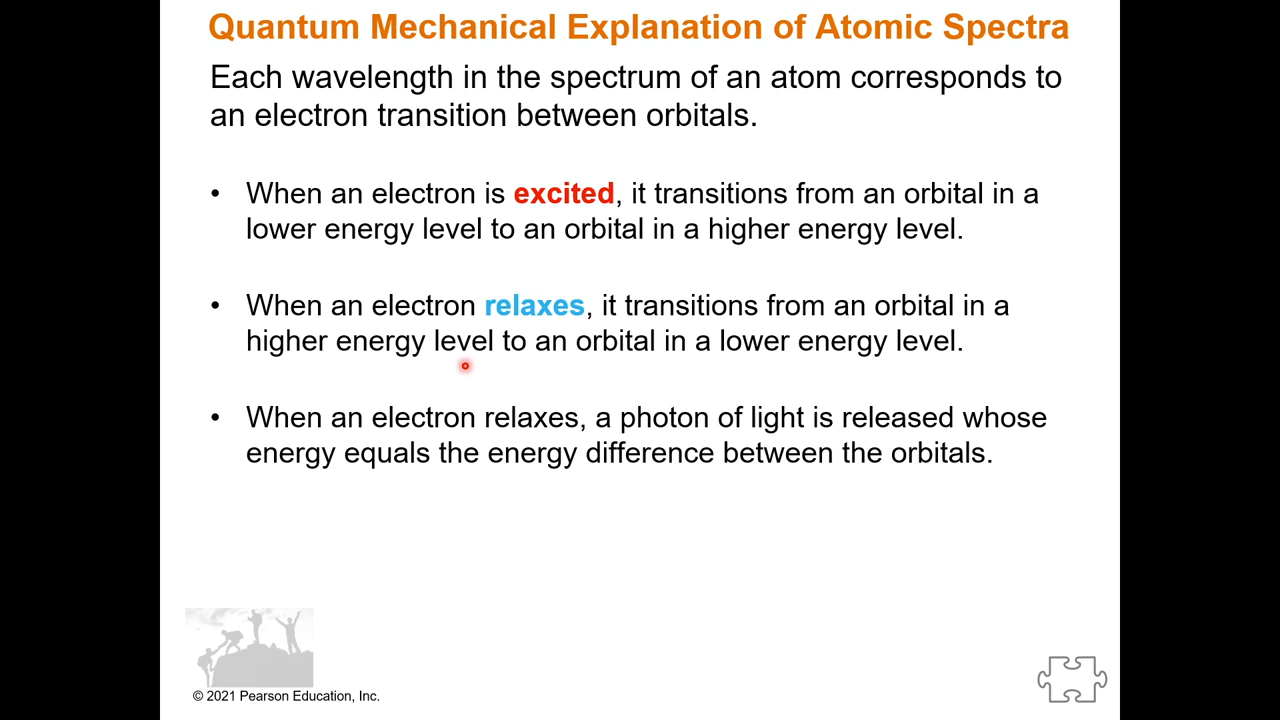 Quantum Mechanical Explanation of Atomic Spectra
Each wavelength in the spectrum of an atom corresponds to
an electron transition between orbitals.
• When an electron is excited, it transitions from an orbital in a
lower energy level to an orbital in a higher energy level.
• When an electron relaxes, it transitions from an orbital in a
higher energy level to an orbital in a lower energy level.
• When an electron relaxes, a photon of light is released whose
energy equals the energy difference between the orbitals.
© 2021 Pearson Education, Inc.